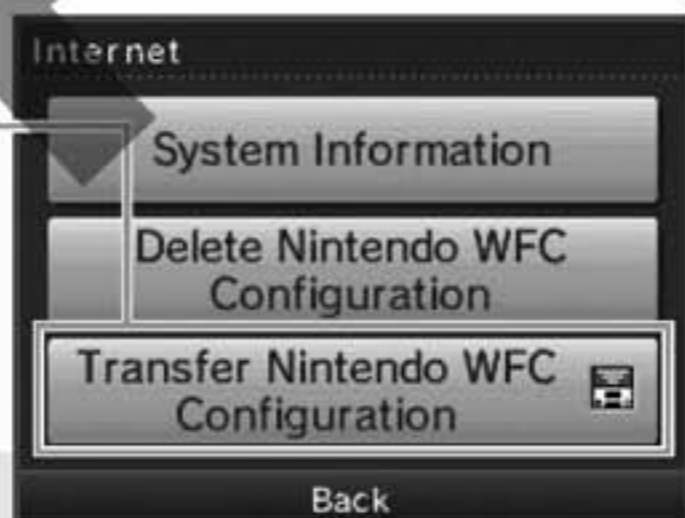 Internet
System Information
Delete Nintendo WFC
Configuration
Transfer Nintendo WFC
Configuration
Back